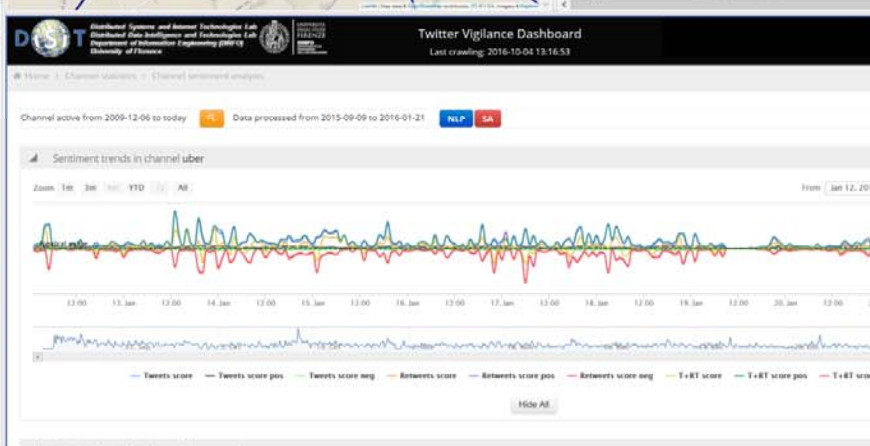 DISIT
Distributed Systems and Internet Technologies Lab
Distributed Data Intelligence and Technologies Lab
Department of Information Engineering (DINFO)
University of Florence
UNIVERSITÀ
FIRENZE
Twitter Vigilance Dashboard
Last crawling: 2016-10-04 13:16:53
Home / Channel statistics / Channel sentiment analysis
Channel active from 2009-12-06 to today
Data processed from 2015-09-09 to 2016-01-21
NLP
SA
Sentiment trends in channel uber
Zoom 1m 3m YTD All
From Jan 12, 201
12:00 13. Jan 12:00 14. Jan 12:00 15. Jan 12:00 16. Jan 12:00 17. Jan 12:00 18. Jan 12:00 19. Jan 12:00 20. Jan 12:00
Tweets score Tweets score pos Tweets score neg Retweets score Retweets score pos Retweets score neg T+RT score T+RT score pos T+RT scor
Hide All